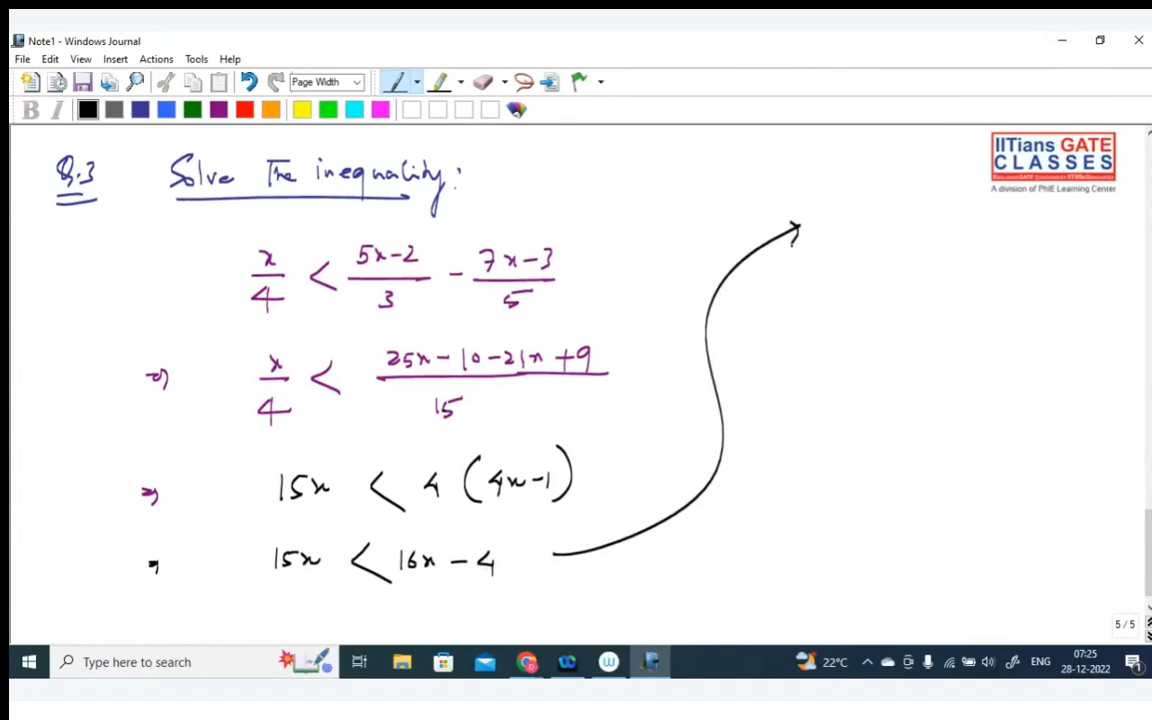 Note1 - Windows Journal
File Edit View Insert Actions Tools Help
Page Width
B I
Q.3 Solve The inequality:
IITians GATE
CLASSES
A division of PhIE Learning Center
x/4 < (5x-2)/3 - (7x-3)/5
⇒ x/4 < (25x-10-21x+9)/15
⇒ 15x < 4(4x-1)
⇒ 15x < 16x-4
5 / 5
Type here to search
22°C
ENG
07:25
28-12-2022
1